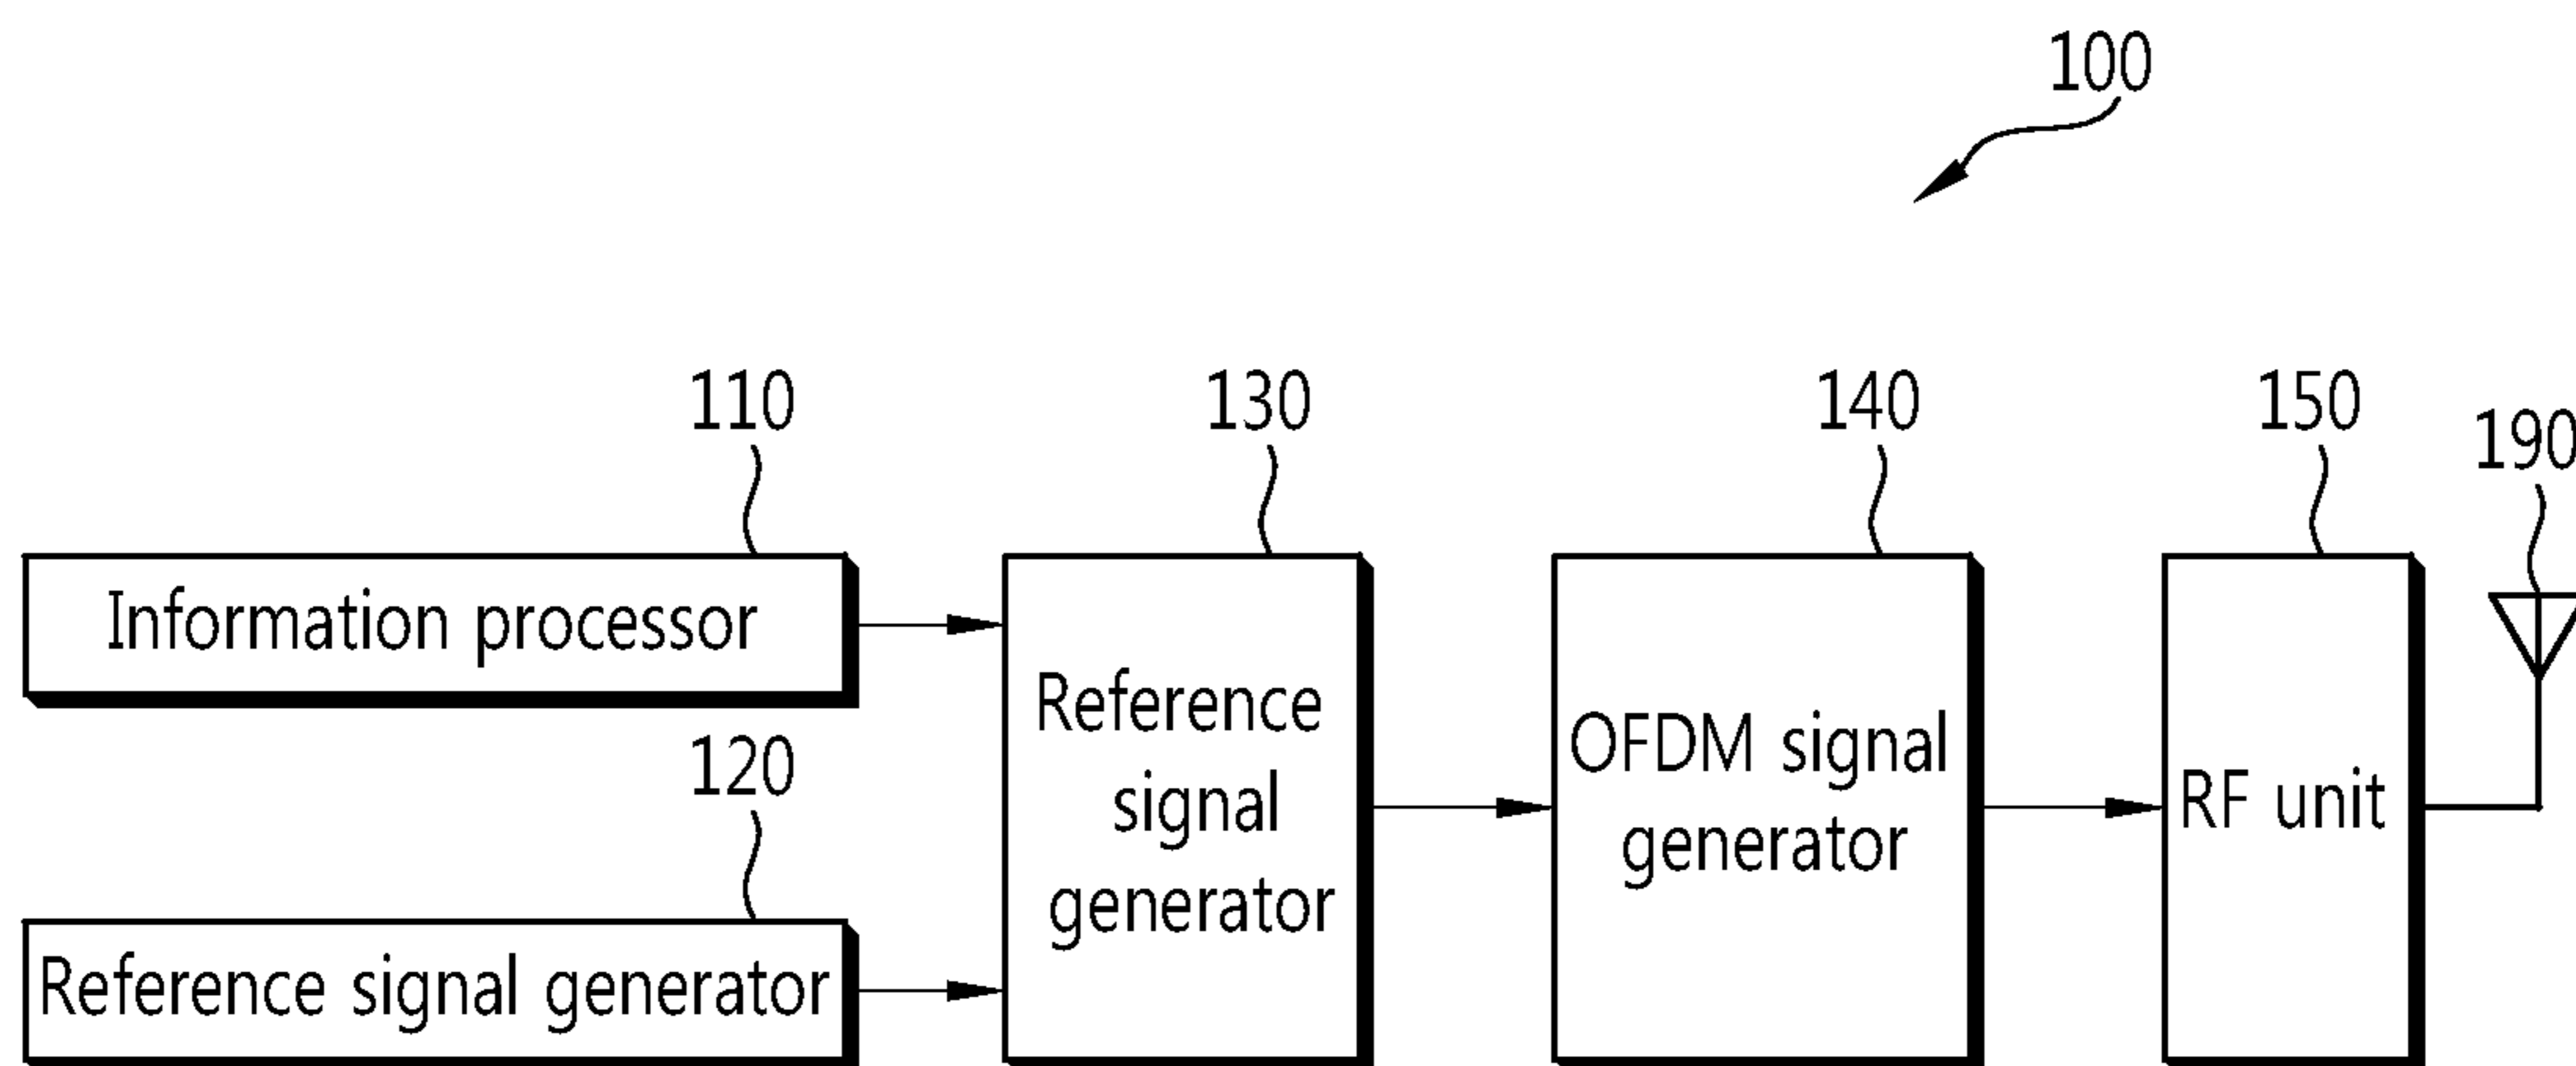 100
110
130
140
150
190
Information processor
Reference
signal
generator
OFDM signal
generator
RF unit
120
Reference signal generator